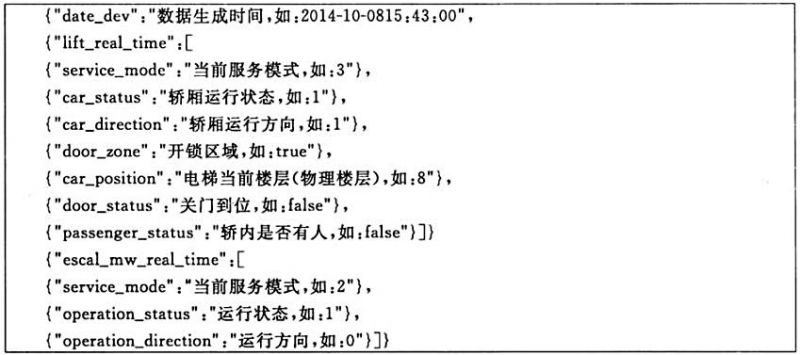 {"date_dev":"数据生成时间,如:2014-10-0815:43:00",
{"lift_real_time":[
{"service_mode":"当前服务模式,如:3"},
{"car_status":"轿厢运行状态,如:1"},
{"car_direction":"轿厢运行方向,如:1"},
{"door_zone":"开锁区域,如:true"},
{"car_position":"电梯当前楼层(物理楼层),如:8"},
{"door_status":"关门到位,如:false"},
{"passenger_status":"轿内是否有人,如:false"}]}
{"escal_mw_real_time":[
{"service_mode":"当前服务模式,如:2"},
{"operation_status":"运行状态,如:1"},
{"operation_direction":"运行方向,如:0"}]}